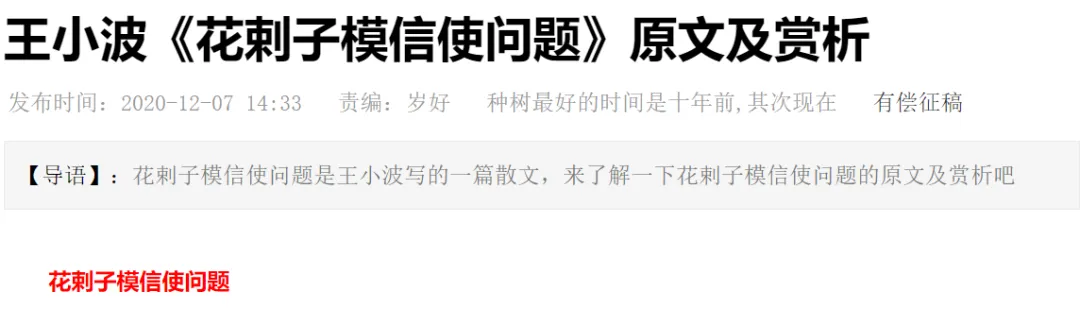 王小波《花剌子模信使问题》原文及赏析
发布时间：2020-12-07 14:33 责编：岁好 种树最好的时间是十年前,其次现在 有偿征稿
【导语】：花剌子模信使问题是王小波写的一篇散文，来了解一下花剌子模信使问题的原文及赏析吧
花剌子模信使问题